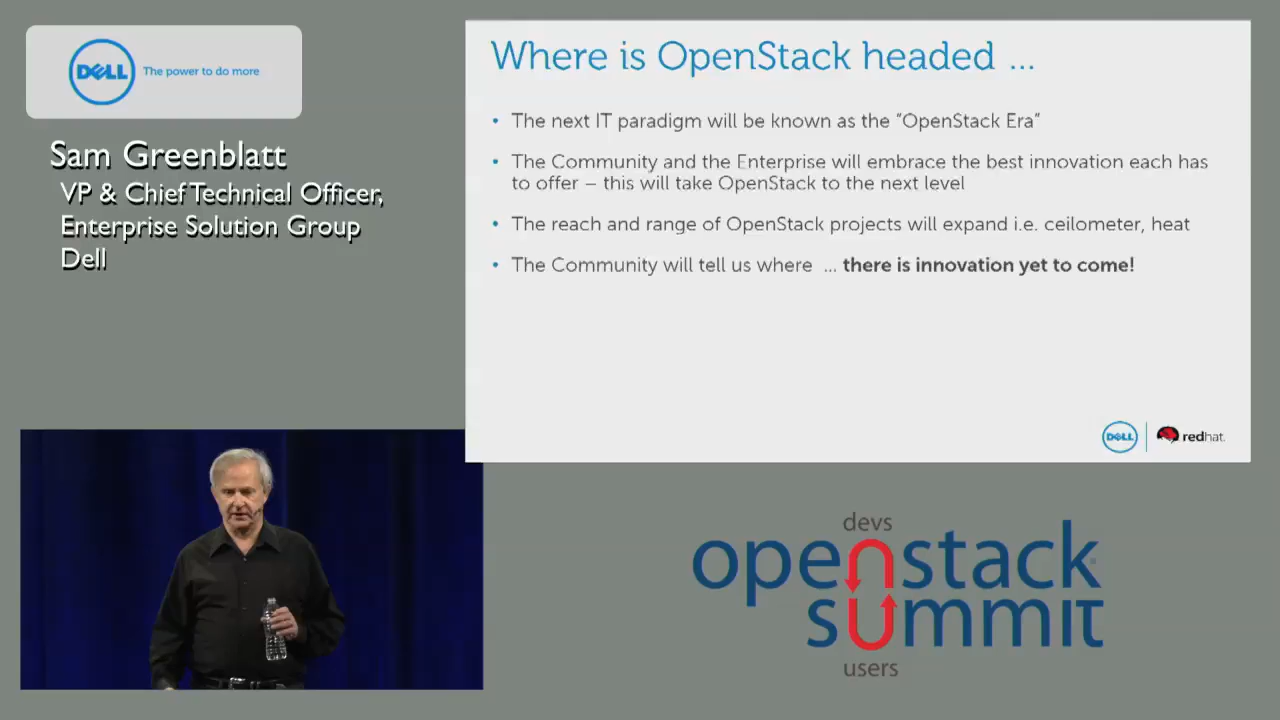 DELL
The power to do more
Sam Greenblatt
VP & Chief Technical Officer,
Enterprise Solution Group
Dell
Where is OpenStack headed ...
• The next IT paradigm will be known as the "OpenStack Era"
• The Community and the Enterprise will embrace the best innovation each has
to offer – this will take OpenStack to the next level
• The reach and range of OpenStack projects will expand i.e. ceilometer, heat
• The Community will tell us where ... there is innovation yet to come!
DELL
redhat.
devs
openstack
summit
users